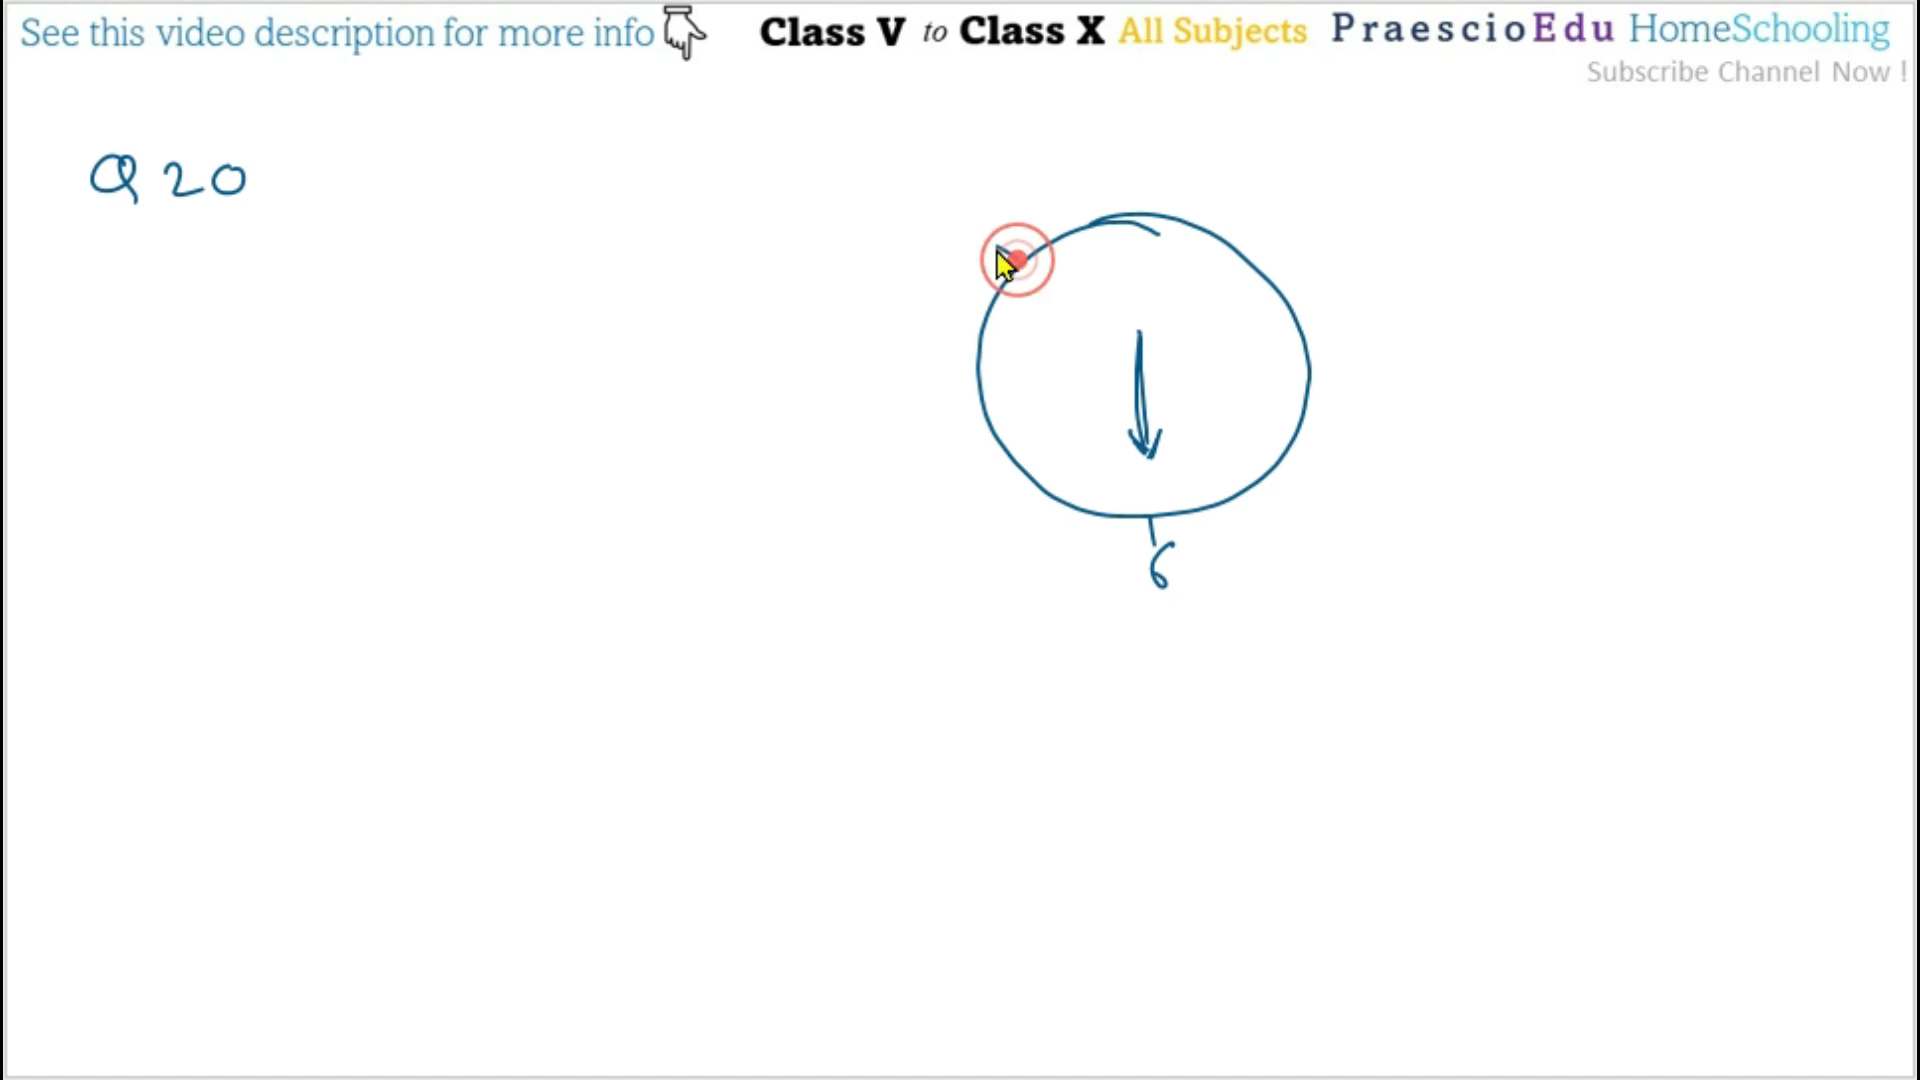 See this video description for more info Class V to Class X All Subjects PraescioEdu HomeSchooling
Subscribe Channel Now !
Q 20
6